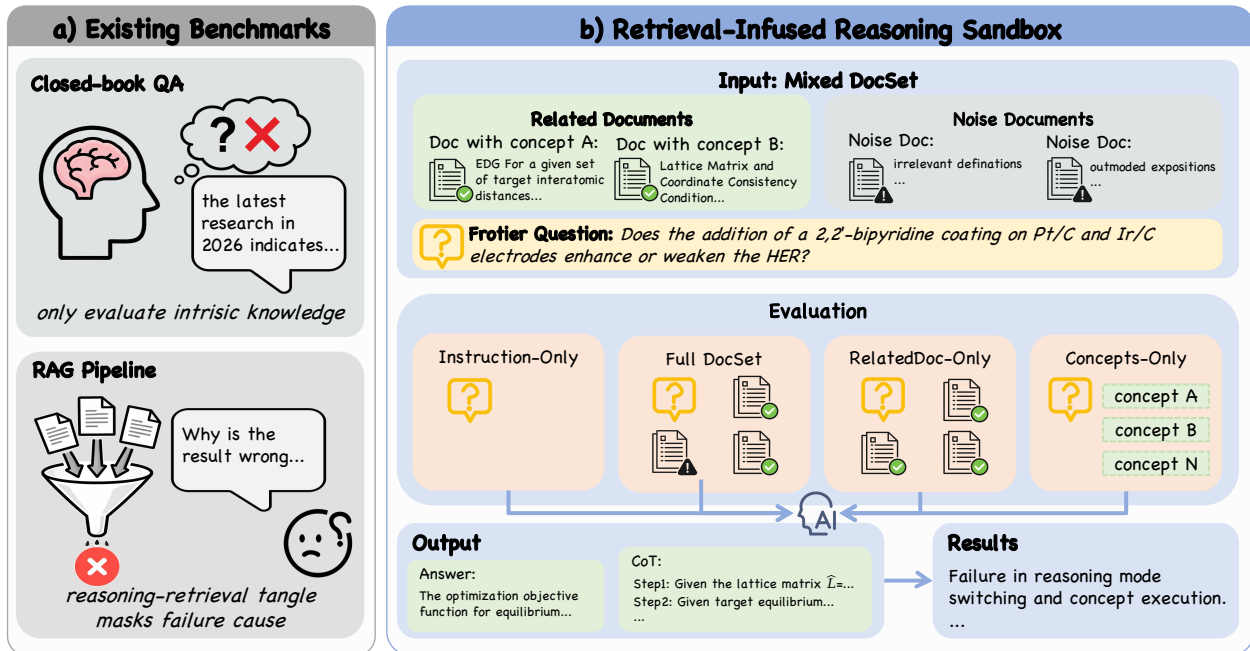 a) Existing Benchmarks
Closed-book QA
?
the latest
research in
2026 indicates...
only evaluate intrisic knowledge
RAG Pipeline
Why is the
result wrong...
?
reasoning-retrieval tangle
masks failure cause
b) Retrieval-Infused Reasoning Sandbox
Input: Mixed DocSet
Related Documents
Doc with concept A:
EDG For a given set
of target interatomic
distances...
Doc with concept B:
Lattice Matrix and
Coordinate Consistency
Condition...
Noise Documents
Noise Doc:
irrelevant definations
...
Noise Doc:
outmoded expositions
...
Frotier Question: Does the addition of a 2,2'-bipyridine coating on Pt/C and Ir/C
electrodes enhance or weaken the HER?
Evaluation
Instruction-Only
?
Full DocSet
?
RelatedDoc-Only
?
Concepts-Only
?
concept A
concept B
concept N
AI
Output
Answer:
The optimization objective
function for equilibrium...
CoT:
Step1: Given the lattice matrix L̂=...
Step2: Given target equilibrium...
...
Results
Failure in reasoning mode
switching and concept execution.
...